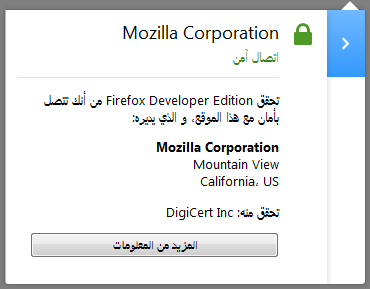 Mozilla Corporation
اتصال آمن
تحقق Firefox Developer Edition من أنك تتصل
بأمان مع هذا الموقع، و الذي يديره:
Mozilla Corporation
Mountain View
California، US
تحقق منه: DigiCert Inc
المزيد من المعلومات